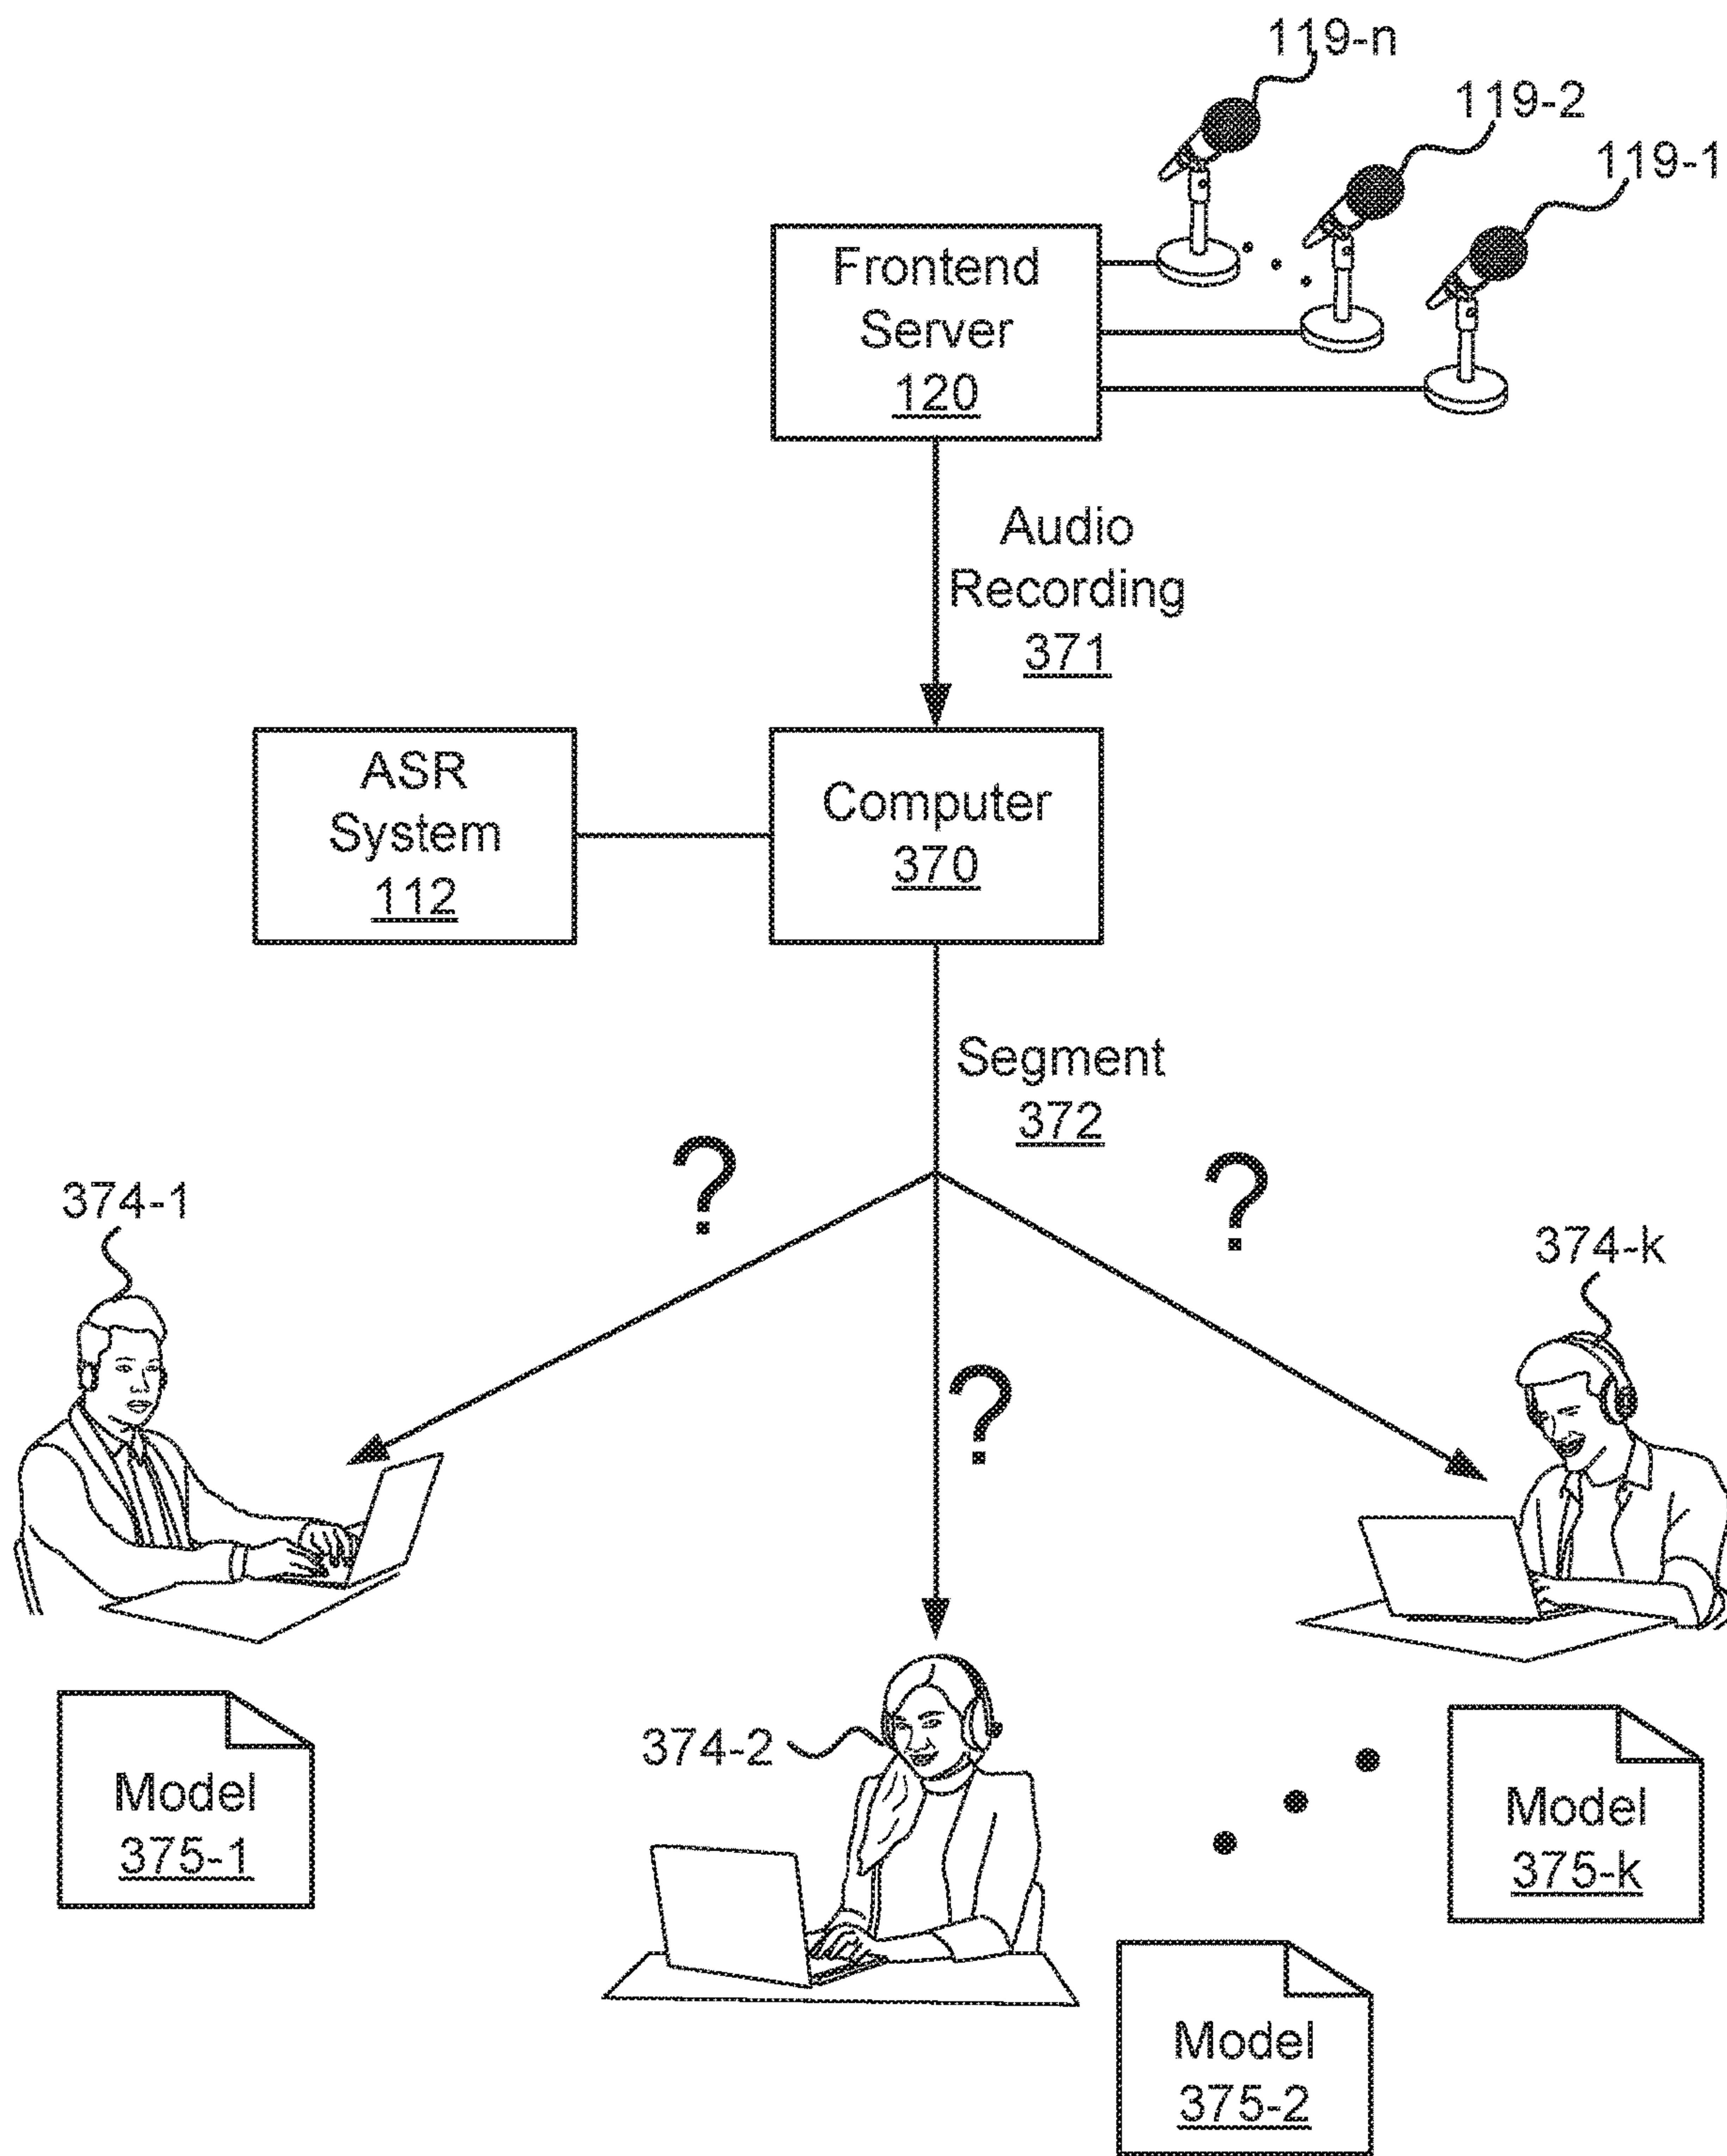 119-n
119-2
119-1
Frontend
Server
120
Audio
Recording
371
ASR
System
112
Computer
370
Segment
372
?
?
374-1
374-k
?
374-2
Model
375-1
Model
375-k
Model
375-2